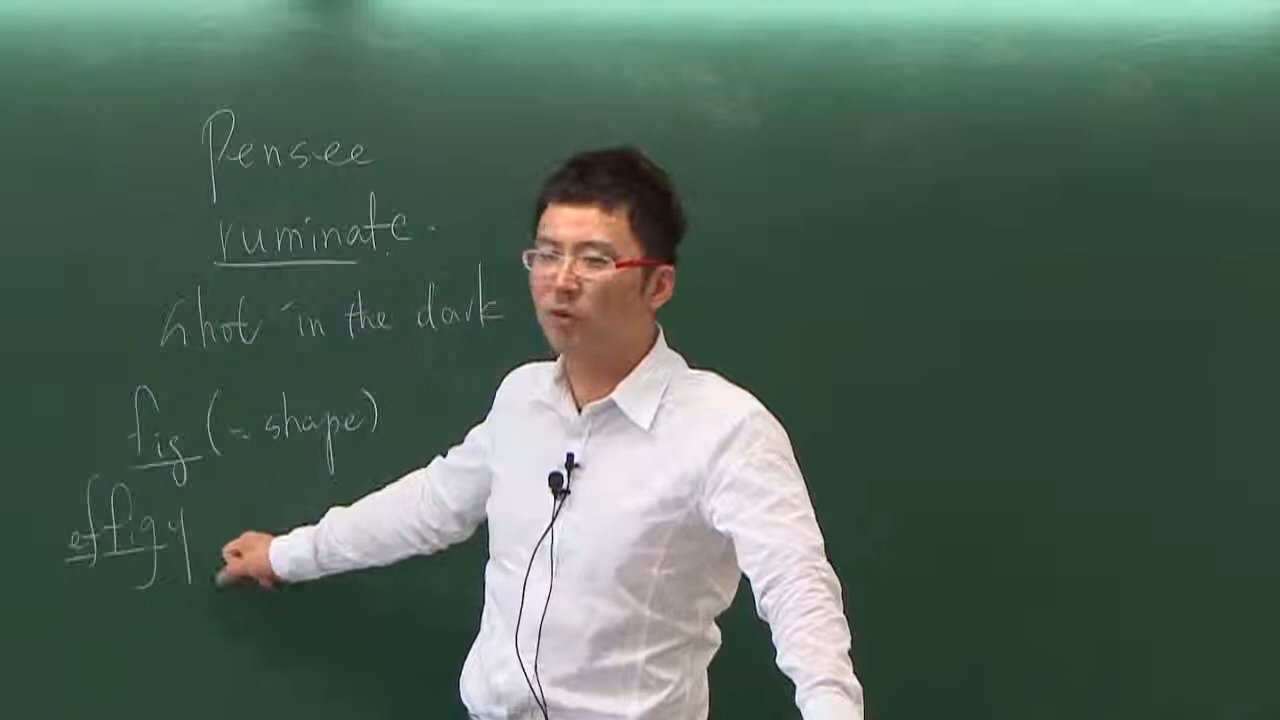 Pensee
ruminate.
shot in the dark
fig (= shape)
effigy